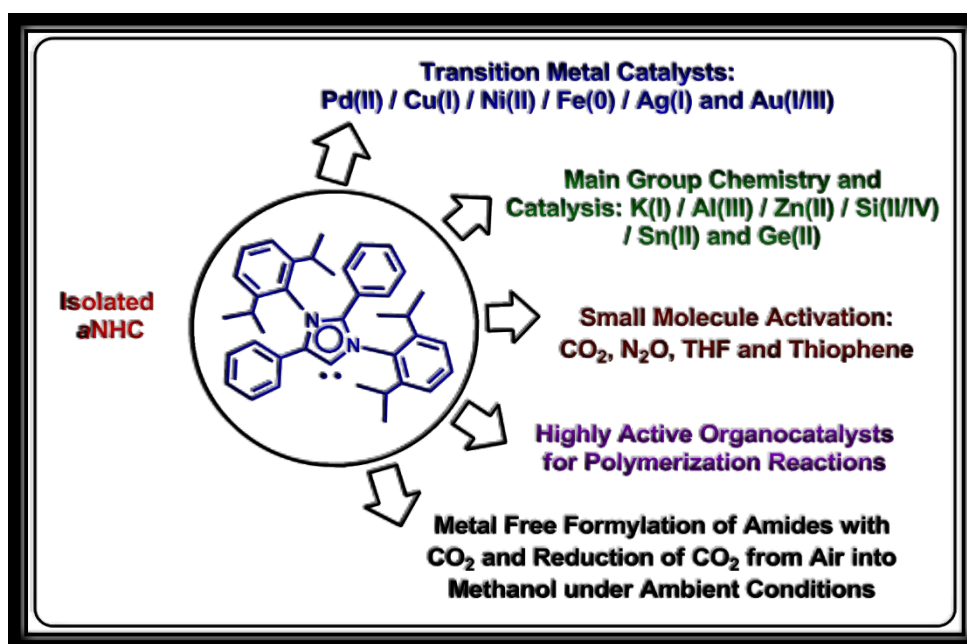 Transition Metal Catalysts:
Pd(II) / Cu(I) / Ni(II) / Fe(0) / Ag(I) and Au(I/III)
Main Group Chemistry and
Catalysis: K(I) / Al(III) / Zn(II) / Si(II/IV)
/ Sn(II) and Ge(II)
Isolated
aNHC
N
N
Small Molecule Activation:
CO₂, N₂O, THF and Thiophene
Highly Active Organocatalysts
for Polymerization Reactions
Metal Free Formylation of Amides with
CO₂ and Reduction of CO₂ from Air into
Methanol under Ambient Conditions